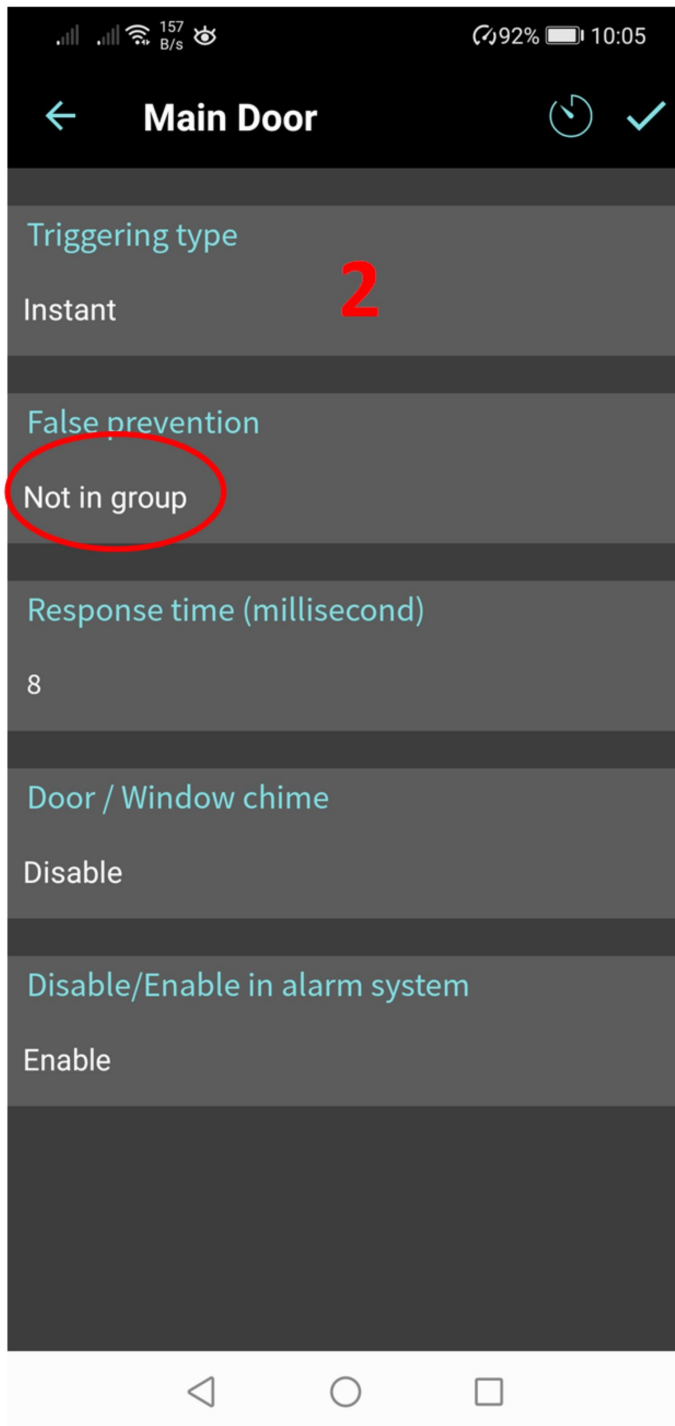 157
B/s
92%
10:05
Main Door
Triggering type
2
Instant
False prevention
Not in group
Response time (millisecond)
8
Door / Window chime
Disable
Disable/Enable in alarm system
Enable